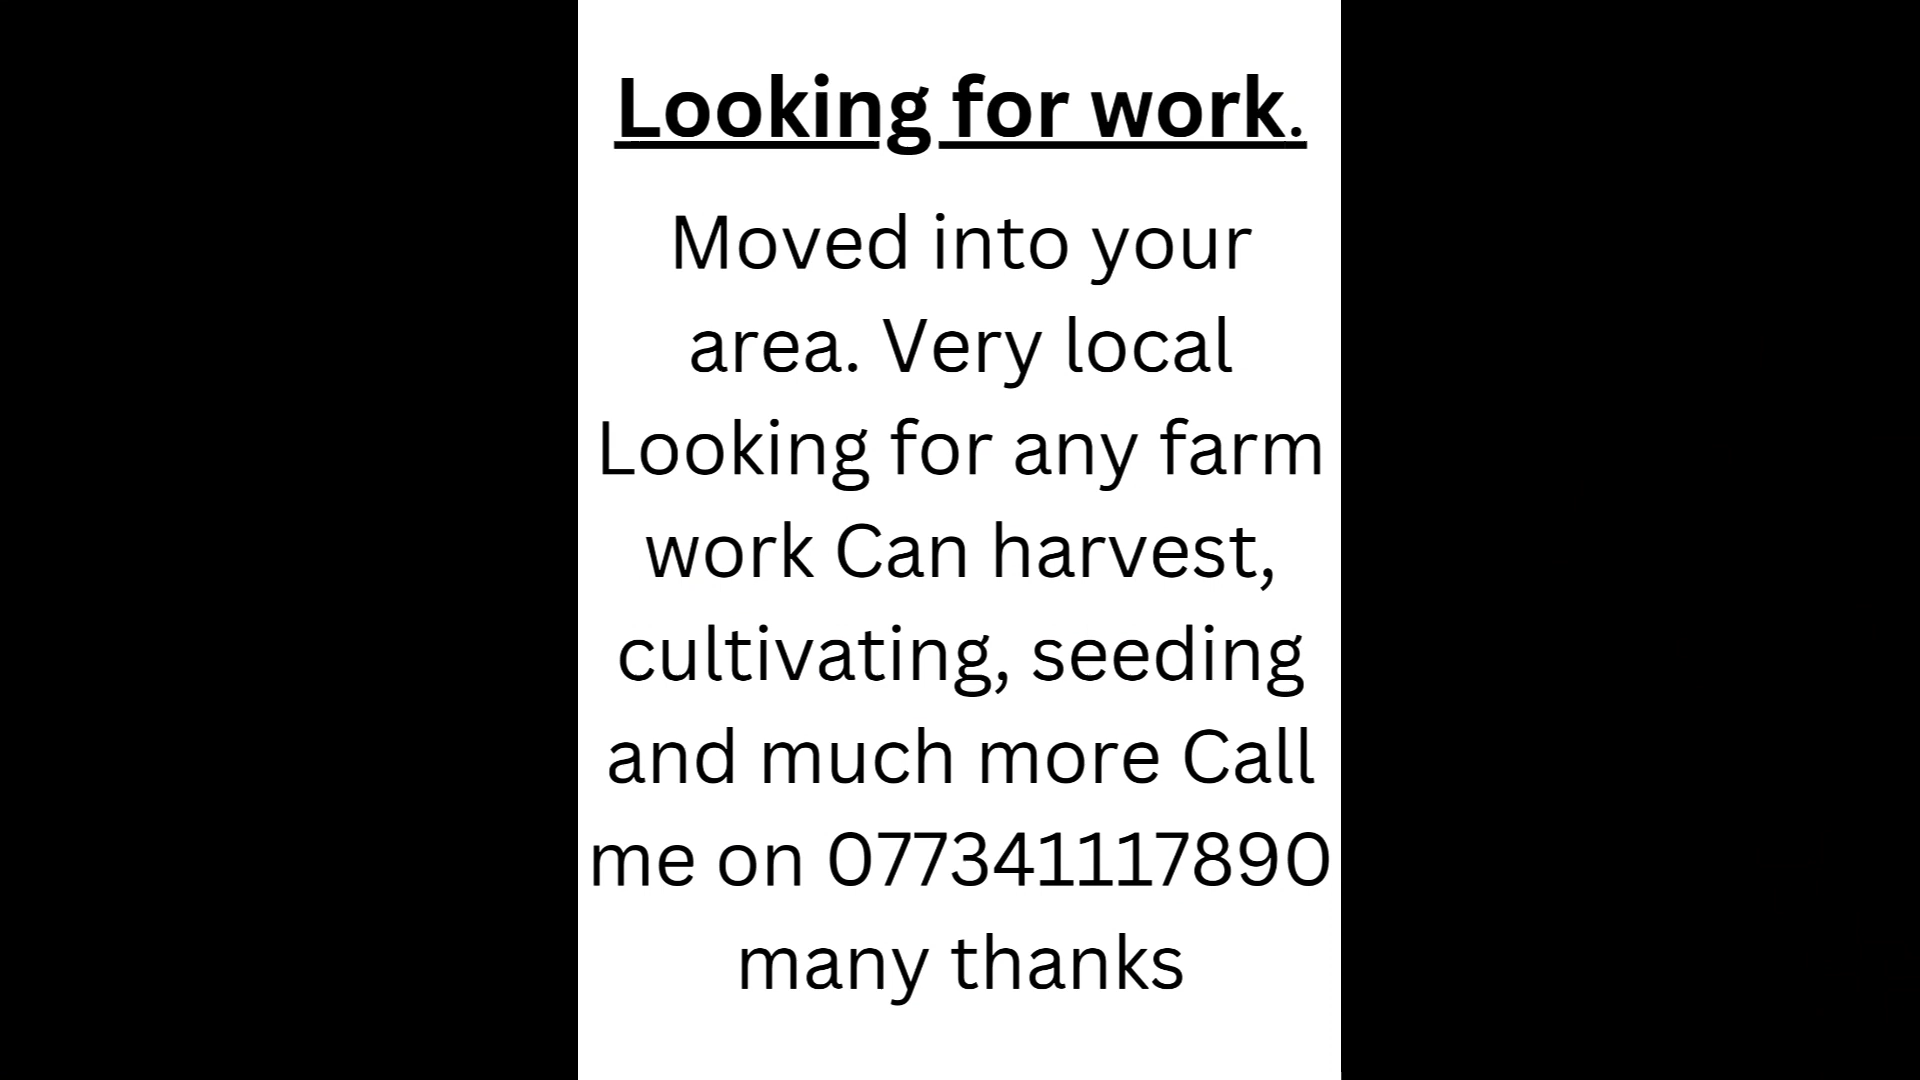 Looking for work.
Moved into your
area. Very local
Looking for any farm
work Can harvest,
cultivating, seeding
and much more Call
me on 077341117890
many thanks